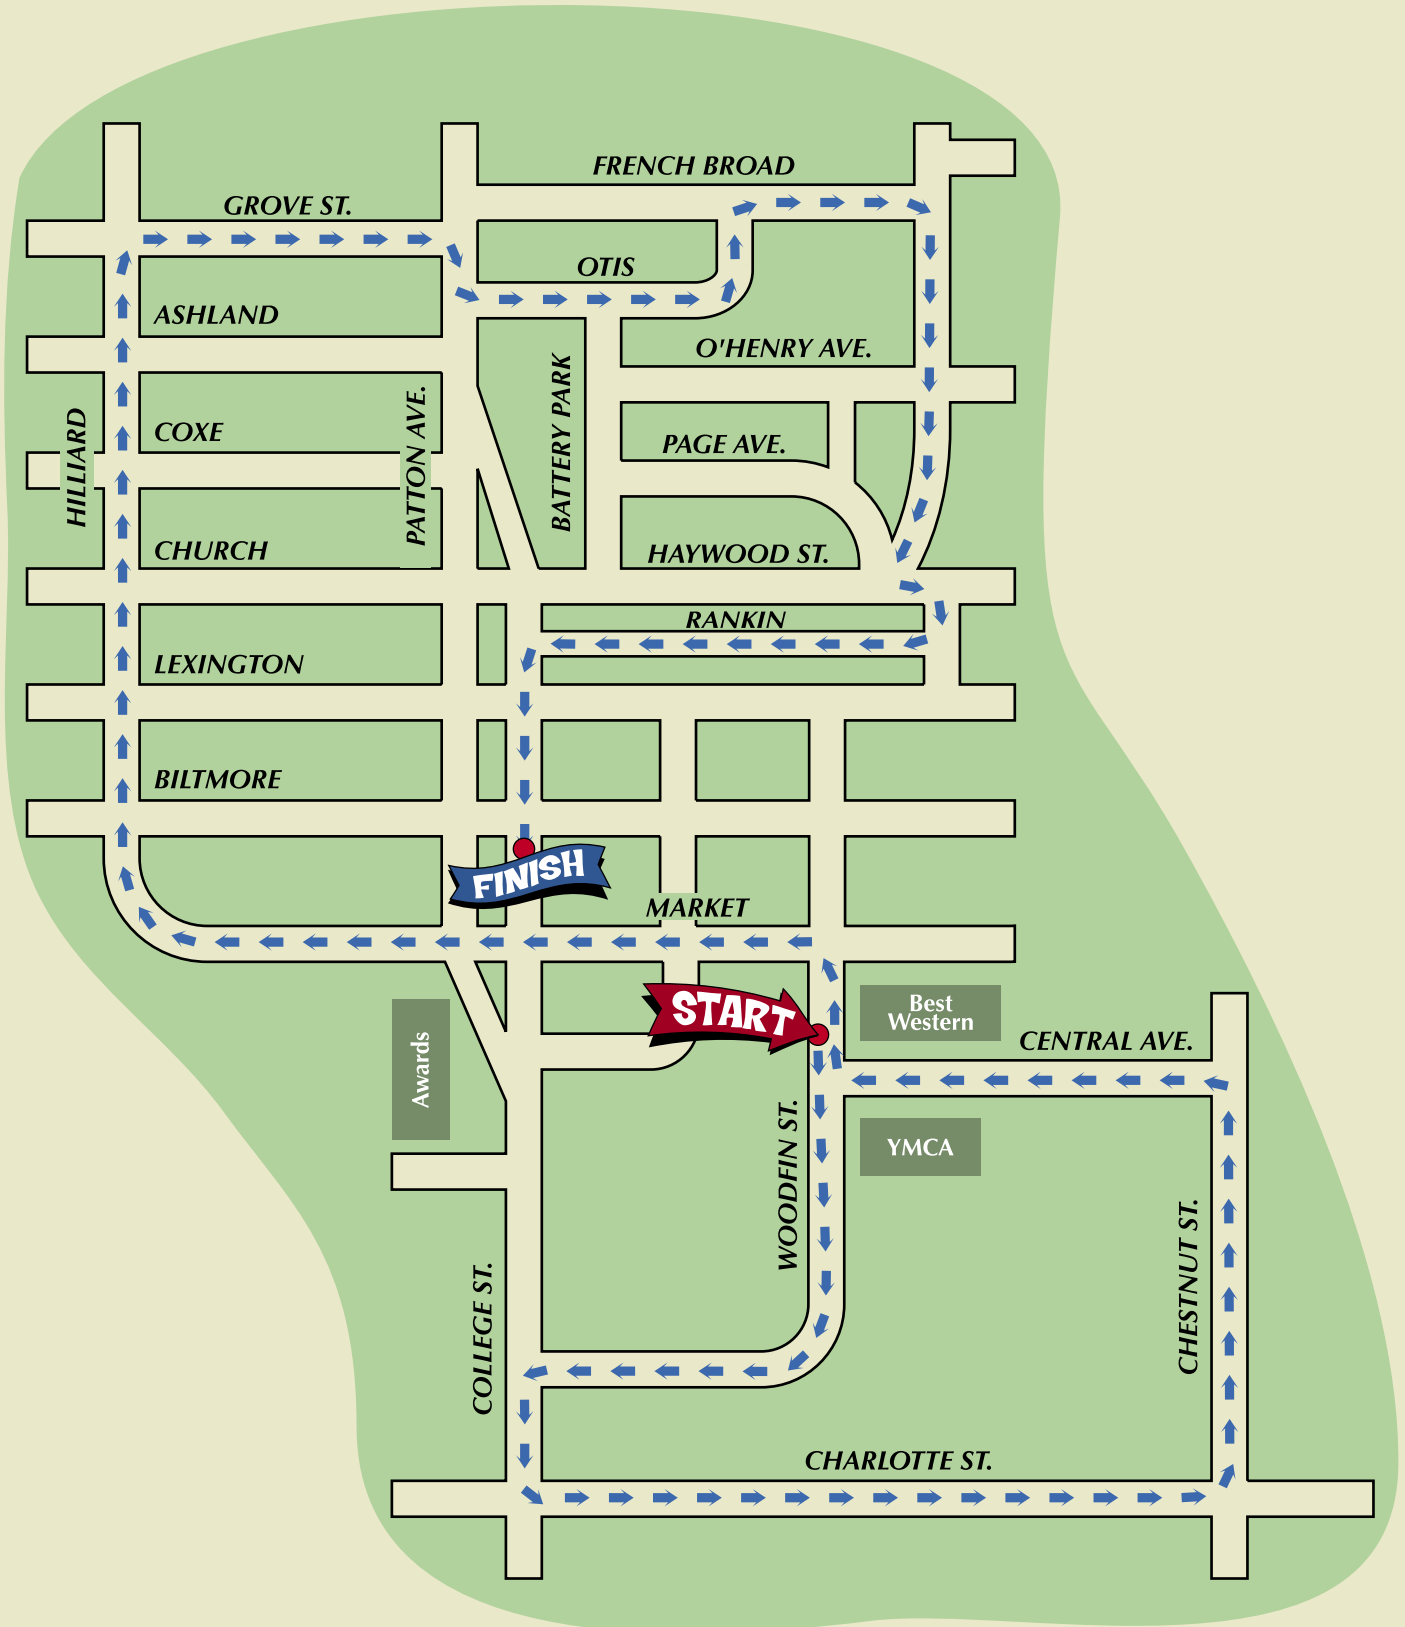 FRENCH BROAD
GROVE ST.
OTIS
ASHLAND
O'HENRY AVE.
BATTERY PARK
PATTON AVE.
HILLIARD
COXE
PAGE AVE.
CHURCH
HAYWOOD ST.
RANKIN
LEXINGTON
BILTMORE
FINISH
MARKET
START
Best
Western
CENTRAL AVE.
Awards
WOODFIN ST.
YMCA
CHESTNUT ST.
COLLEGE ST.
CHARLOTTE ST.